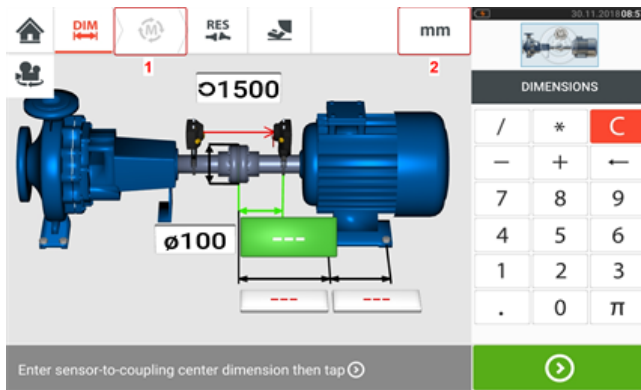 DIM
M
RES
mm
30.11.2018 08:5
1
2
1500
DIMENSIONS
/ * C
− + ←
7 8 9
ø100
---
4 5 6
1 2 3
--- ---
. 0 π
Enter sensor-to-coupling center dimension then tap